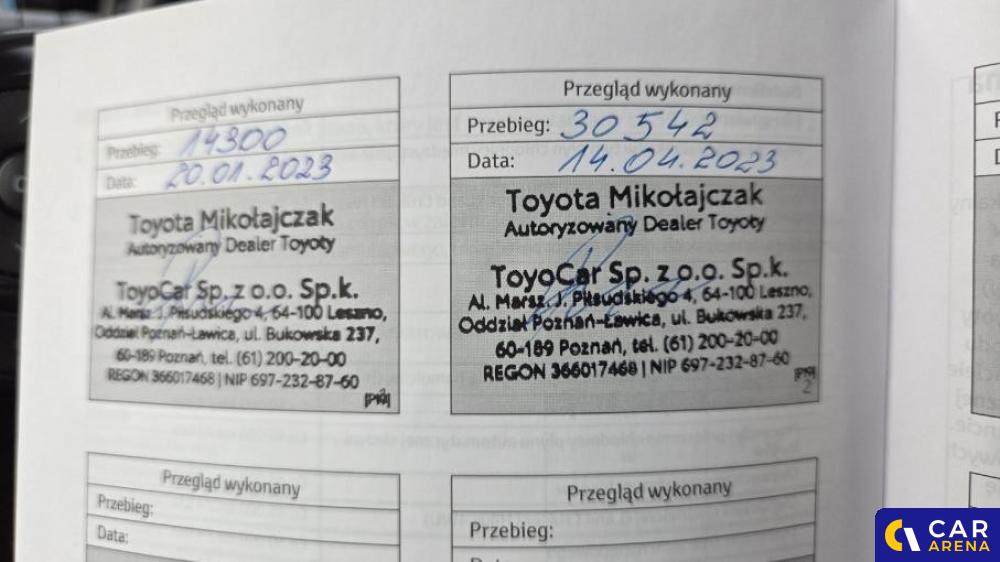 Przegląd wykonany
Przebieg: 14300
Data: 20.01.2023
Toyota Mikołajczak
Autoryzowany Dealer Toyoty
ToyoCar Sp. z o.o. Sp.k.
Al. Marsz. J. Piłsudskiego 4, 64-100 Leszno,
Oddział Poznań-Ławica, ul. Bukowska 237,
60-189 Poznań, tel. (61) 200-20-00
REGON 366017468 | NIP 697-232-87-60
Przegląd wykonany
Przebieg: 30 542
Data: 14.04.2023
Toyota Mikołajczak
Autoryzowany Dealer Toyoty
ToyoCar Sp. z o.o. Sp.k.
Al. Marsz. J. Piłsudskiego 4, 64-100 Leszno,
Oddział Poznań-Ławica, ul. Bukowska 237,
60-189 Poznań, tel. (61) 200-20-00
REGON 366017468 | NIP 697-232-87-60
Przegląd wykonany
Przebieg:
Data:
Przegląd wykonany
Przebieg:
CAR
ARENA